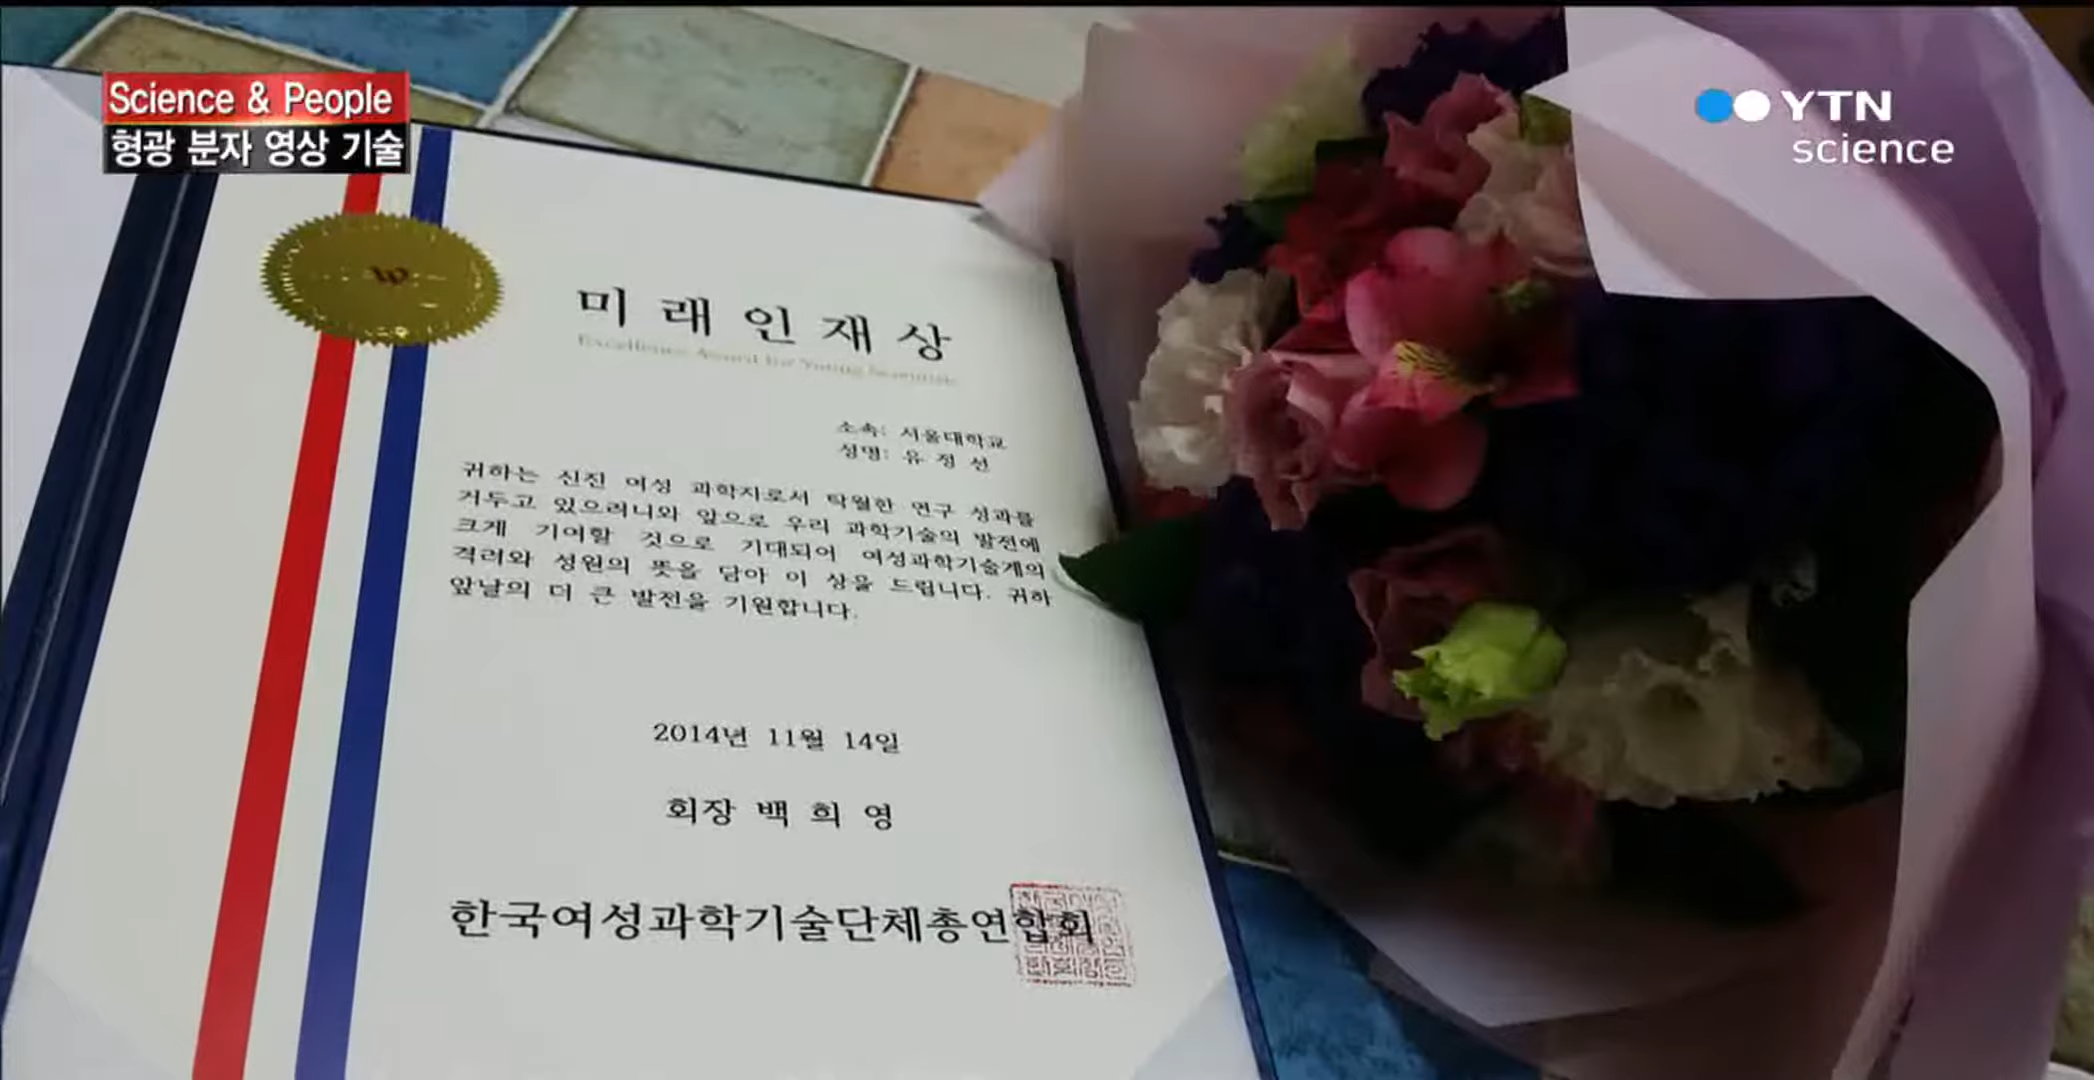 Science & People
형광 분자 영상 기술
YTN
science
미래인재상
Excellence Award for Young Scientists
소속: 서울대학교
성명: 유 정 선
귀하는 신진 여성 과학자로서 탁월한 연구 성과를
거두고 있으려니와 앞으로 우리 과학기술의 발전에
크게 기여할 것으로 기대되어 여성과학기술계의
격려와 성원의 뜻을 담아 이 상을 드립니다. 귀하
앞날의 더 큰 발전을 기원합니다.
2014년 11월 14일
회장 백 희 영
한국여성과학기술단체총연합회